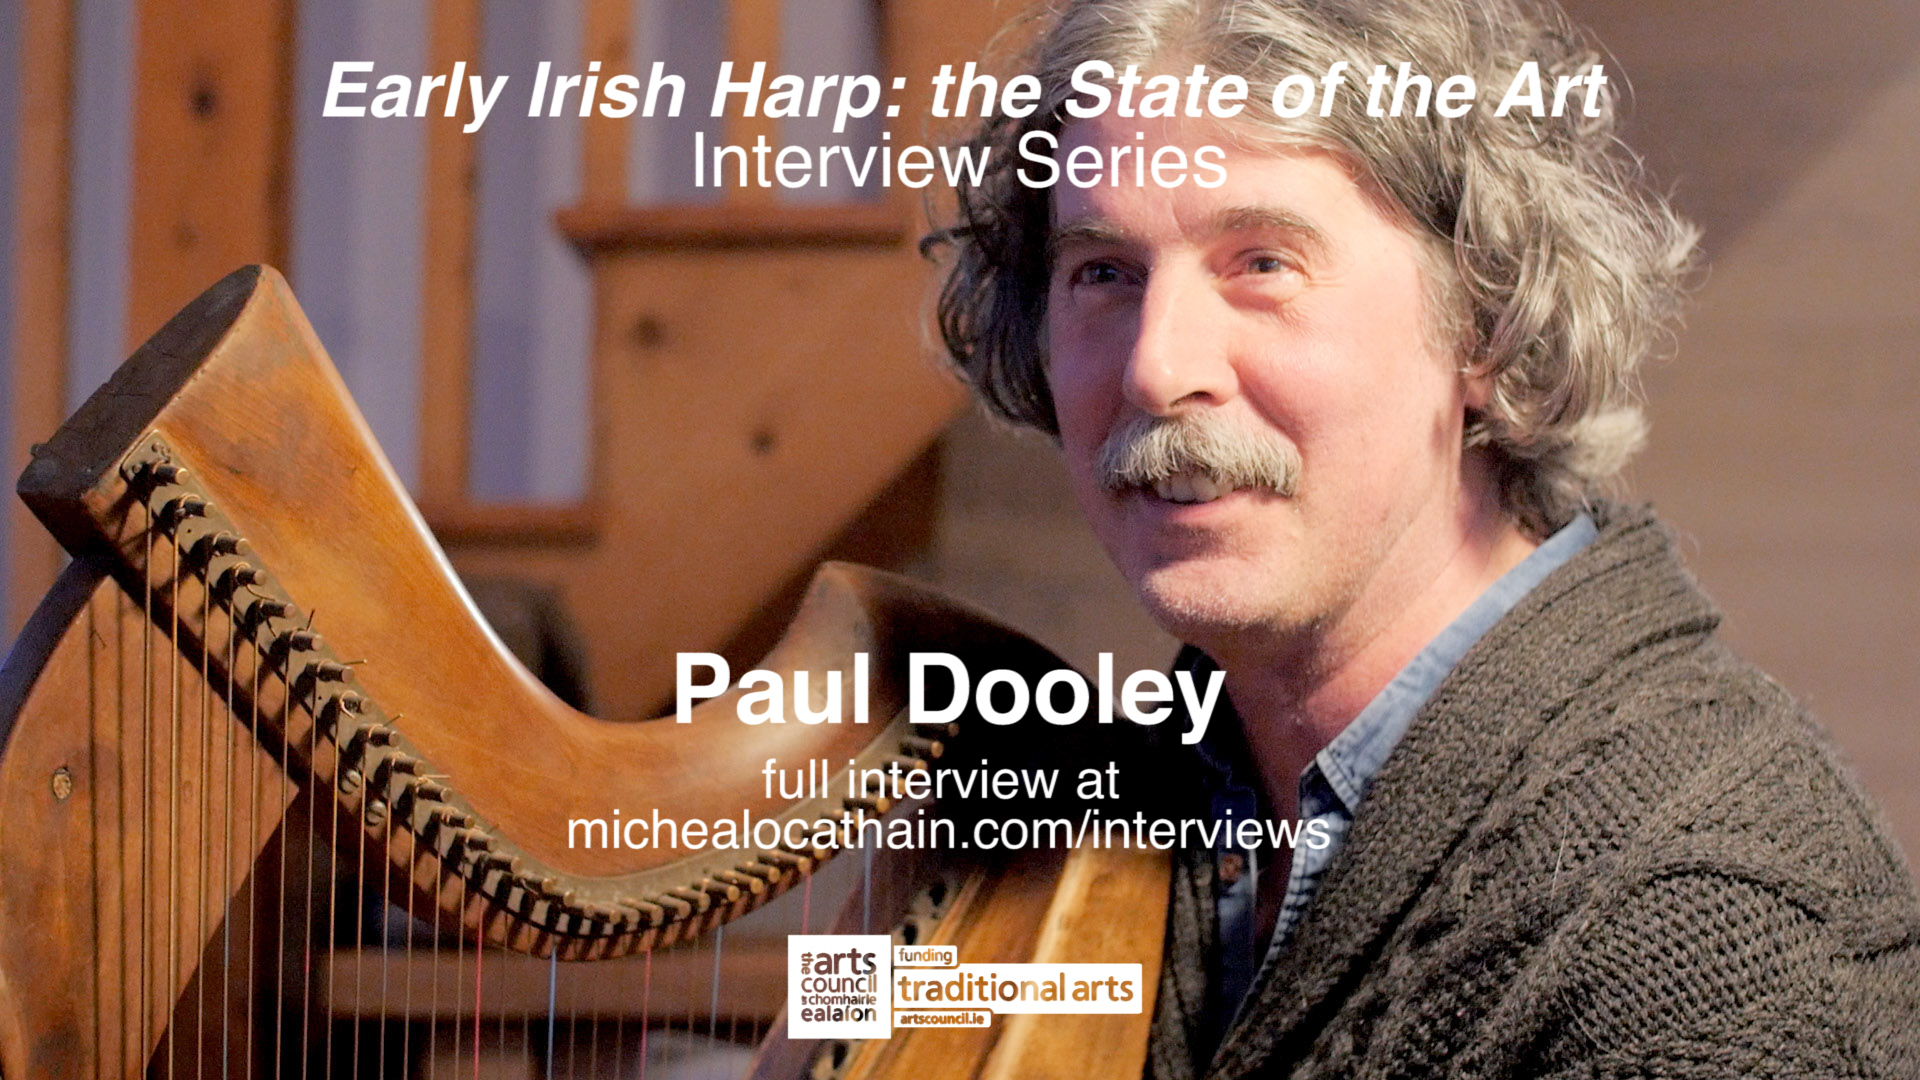 Early Irish Harp: the State of the Art
Interview Series
Paul Dooley
full interview at
michealocathain.com/interviews
the arts
council
chomhairle
ealaíon
funding
traditional arts
artscouncil.ie